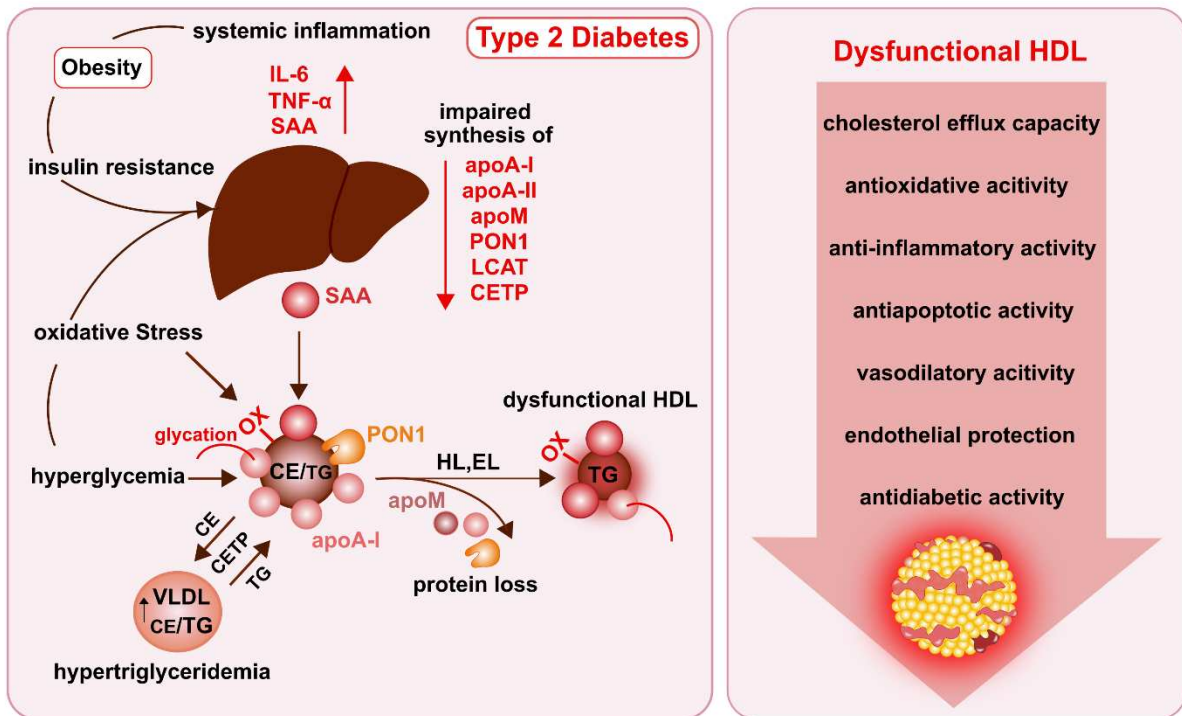 systemic inflammation
Type 2 Diabetes
Obesity
IL-6
TNF-α
SAA
impaired
synthesis of
apoA-I
apoA-II
apoM
PON1
LCAT
CETP
insulin resistance
SAA
oxidative Stress
OX
glycation
PON1
hyperglycemia
CE/TG
HL,EL
apoM
apoA-I
protein loss
dysfunctional HDL
OX
TG
CE
CETP
TG
VLDL
CE/TG
hypertriglyceridemia
Dysfunctional HDL
cholesterol efflux capacity
antioxidative acitivity
anti-inflammatory activity
antiapoptotic activity
vasodilatory acitivity
endothelial protection
antidiabetic activity